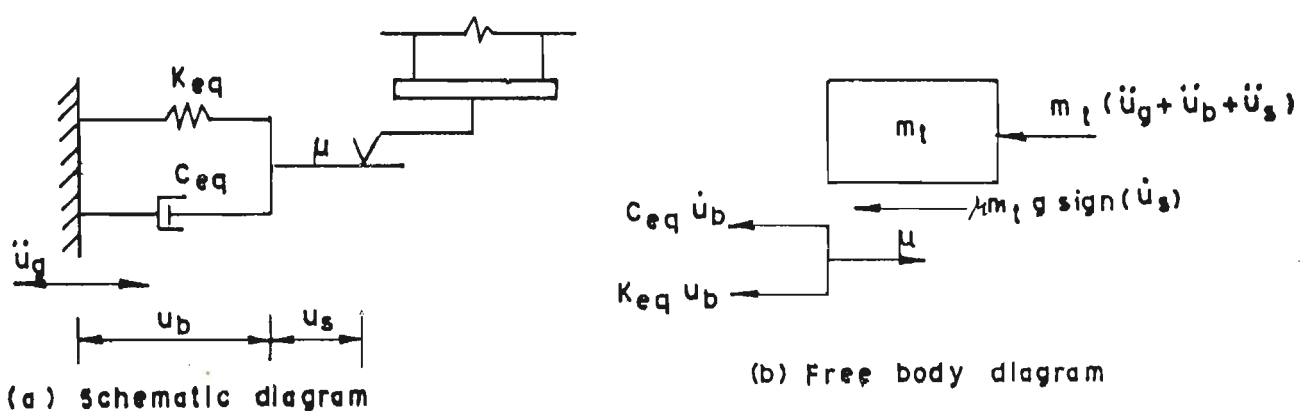 Keq
μ
Ceq
üg
ub
us
(a) Schematic diagram
mt
mt(üg+üb+üs)
μmt g sign(u̇s)
Ceq u̇b
μ
Keq ub
(b) Free body diagram